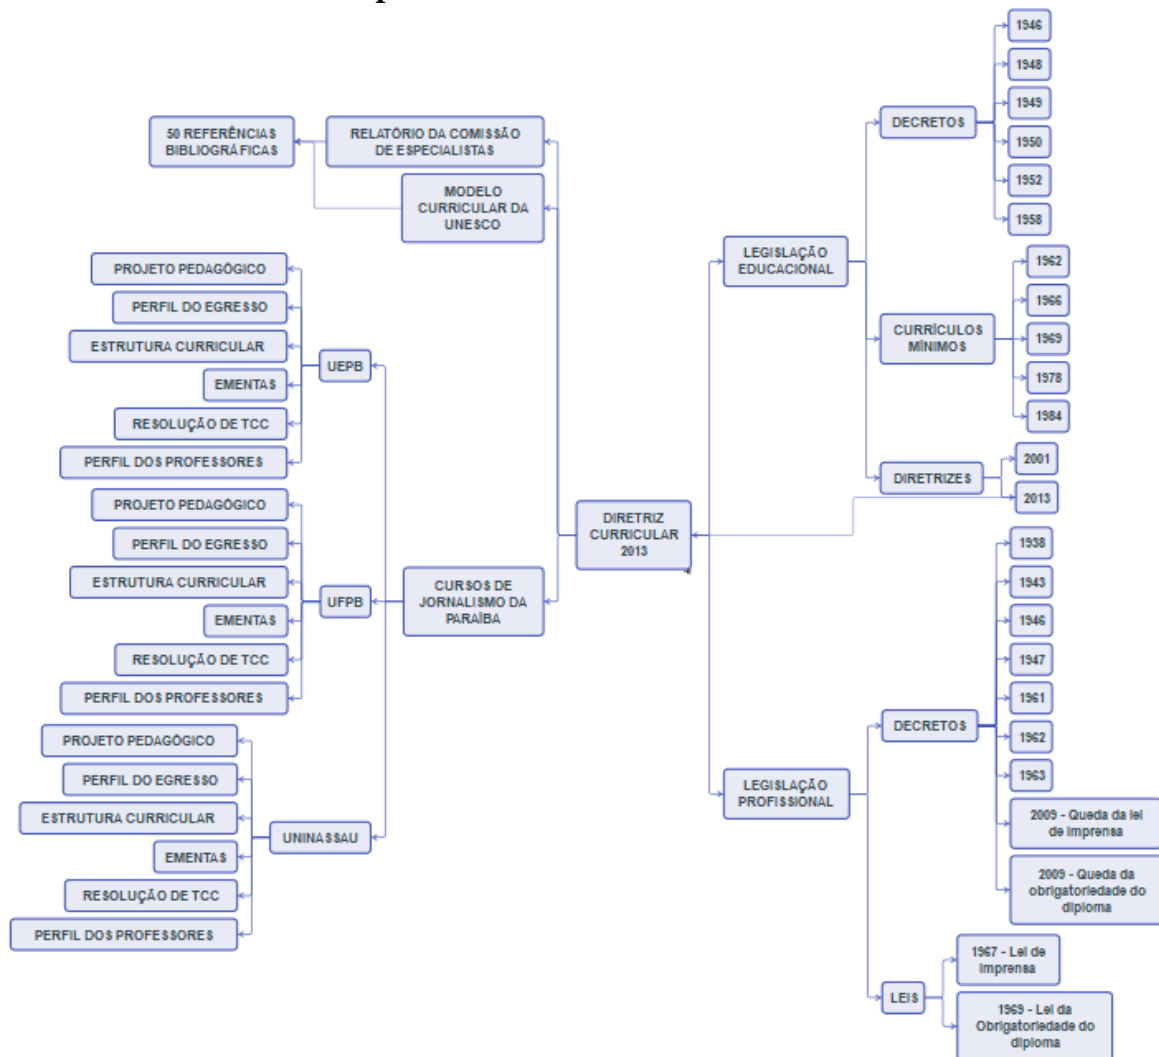 50 REFERÊNCIAS
BIBLIOGRÁFICAS
RELATÓRIO DA COMISSÃO
DE ESPECIALISTAS
MODELO
CURRICULAR DA
UNESCO
PROJETO PEDAGÓGICO
PERFIL DO EGRESSO
ESTRUTURA CURRICULAR
EMENTAS
RESOLUÇÃO DE TCC
PERFIL DOS PROFESSORES
UEPB
PROJETO PEDAGÓGICO
PERFIL DO EGRESSO
ESTRUTURA CURRICULAR
EMENTAS
RESOLUÇÃO DE TCC
PERFIL DOS PROFESSORES
UFPB
PROJETO PEDAGÓGICO
PERFIL DO EGRESSO
ESTRUTURA CURRICULAR
EMENTAS
RESOLUÇÃO DE TCC
PERFIL DOS PROFESSORES
UNINASSAU
CURSOS DE
JORNALISMO DA
PARAÍBA
DIRETRIZ
CURRICULAR
2013
LEGISLAÇÃO
EDUCACIONAL
DECRETOS
1946
1948
1949
1950
1952
1958
CURRÍCULOS
MÍNIMOS
1962
1966
1969
1978
1984
DIRETRIZES
2001
2013
LEGISLAÇÃO
PROFISSIONAL
DECRETOS
1938
1943
1946
1947
1961
1962
1963
2009 - Queda da lei
de Imprensa
2009 - Queda da
obrigatoriedade do
diploma
LEIS
1967 - Lei de
Imprensa
1969 - Lei da
Obrigatoriedade do
diploma